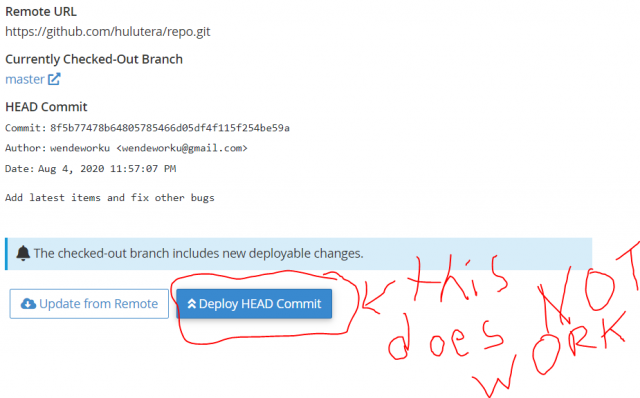 Remote URL
https://github.com/hulutera/repo.git
Currently Checked-Out Branch
master
HEAD Commit
Commit: 8f5b77478b64805785466d05df4f115f254be59a
Author: wendeworku <wendeworku@gmail.com>
Date: Aug 4, 2020 11:57:07 PM
Add latest items and fix other bugs
The checked-out branch includes new deployable changes.
Update from Remote
Deploy HEAD Commit
this
does NOT
WORK